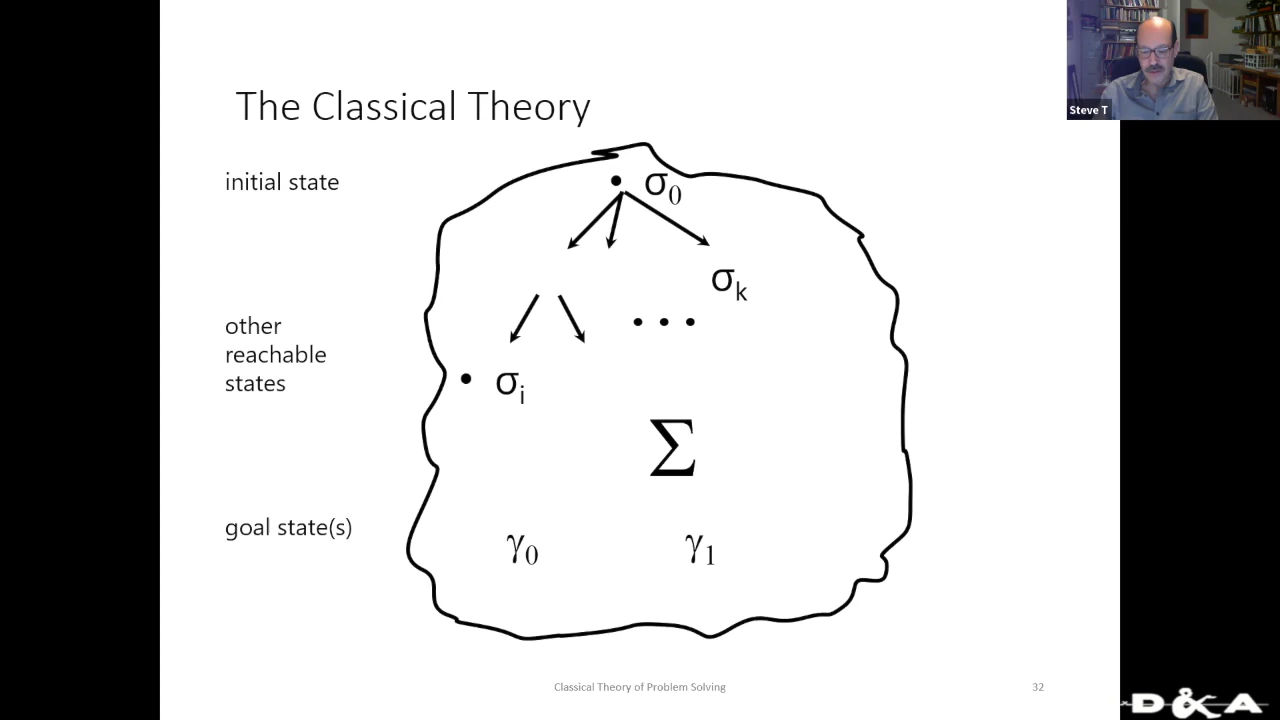 The Classical Theory
Steve T
initial state
σ0
σk
other
reachable
states
• • •
σi
Σ
goal state(s)
γ0
γ1
Classical Theory of Problem Solving
32
D&A